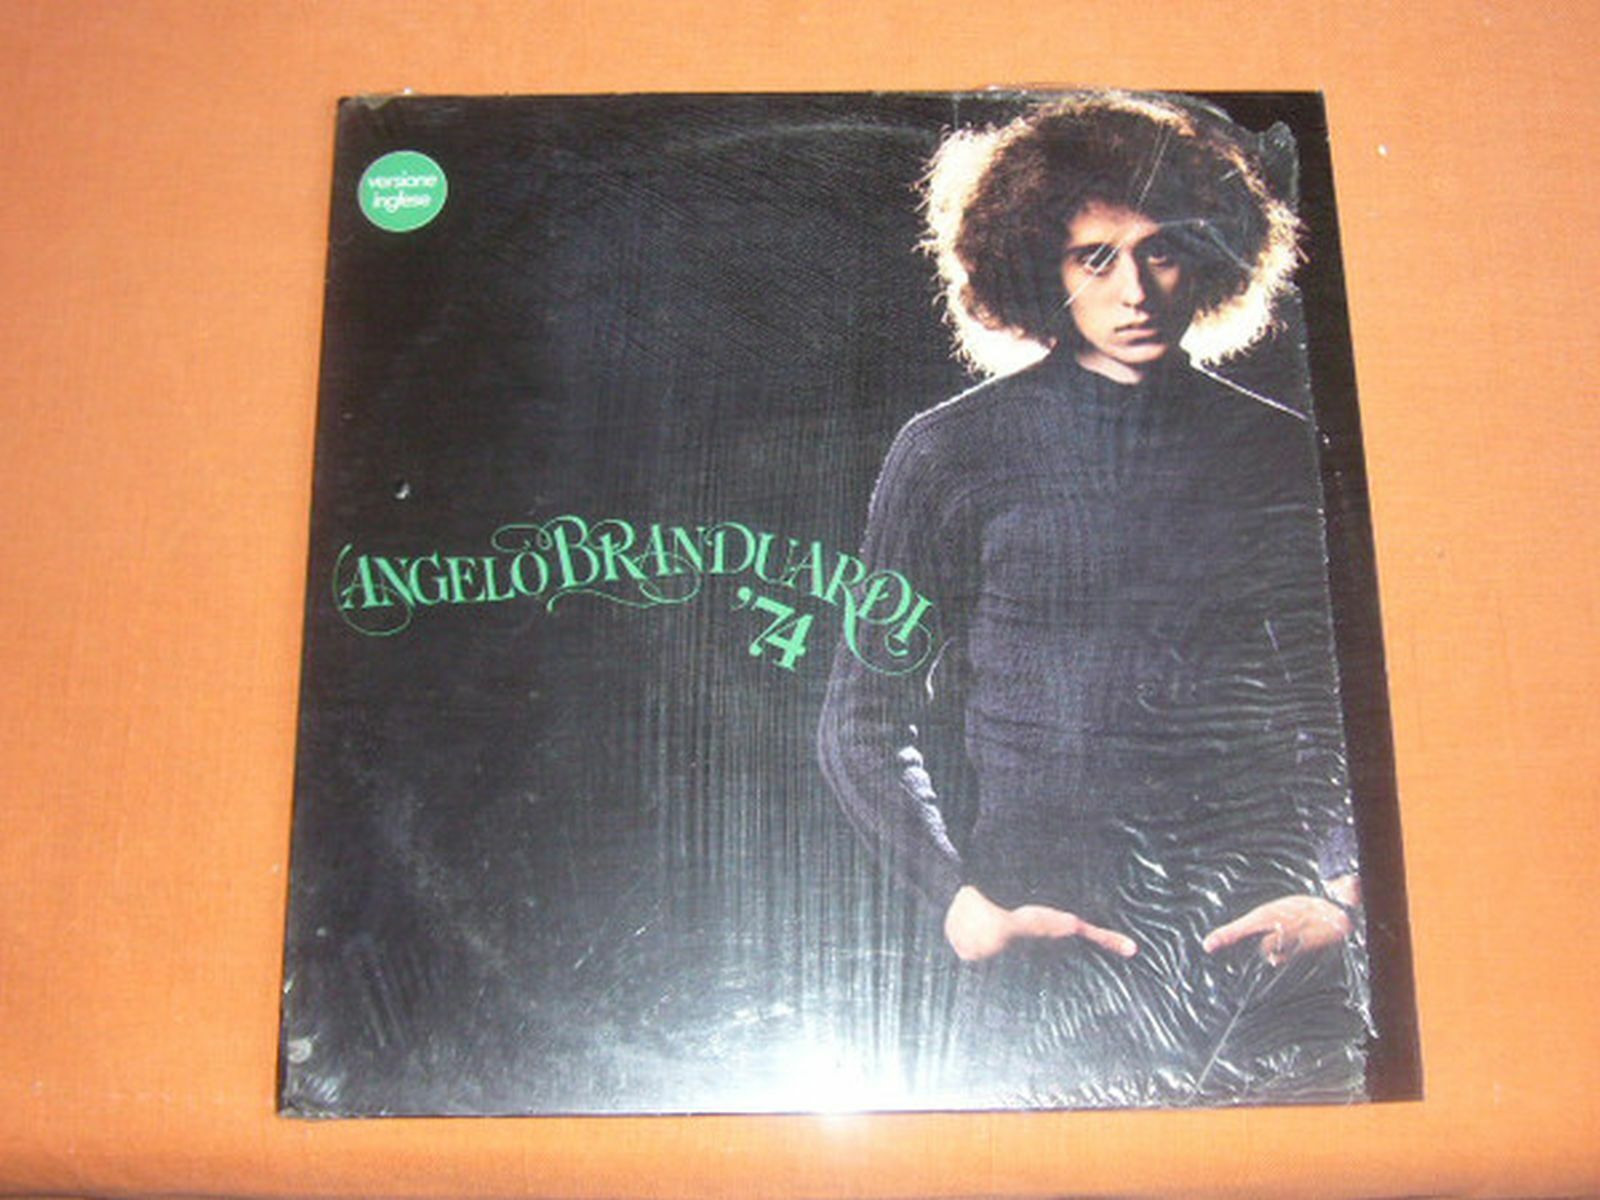 versione
inglese
ANGELO BRANDUARDI
'74